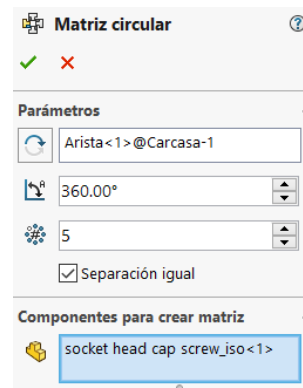 Matriz circular
Parámetros
Arista<1>@Carcasa-1
360.00°
5
Separación igual
Componentes para crear matriz
socket head cap screw_iso<1>